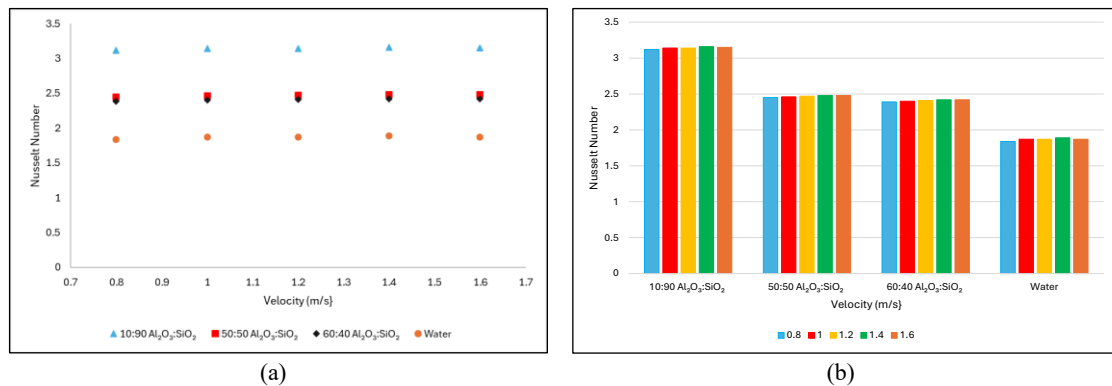 3.5
3
2.5
2
1.5
1
0.5
0
Nusselt Number
0.7 0.8 0.9 1 1.1 1.2 1.3 1.4 1.5 1.6 1.7
Velocity (m/s}
10:90 Al₂O₃:SiO₂ 50:50 Al₂O₃:SiO₂ 60:40 Al₂O₃:SiO₂ Water
(a)
3.5
3
2.5
2
1.5
1
0.5
0
Nusselt Number
10:90 Al₂O₃:SiO₂ 50:50 Al₂O₃:SiO₂ 60:40 Al₂O₃:SiO₂ Water
Velocity (m/s}
0.8 1 1.2 1.4 1.6
(b)